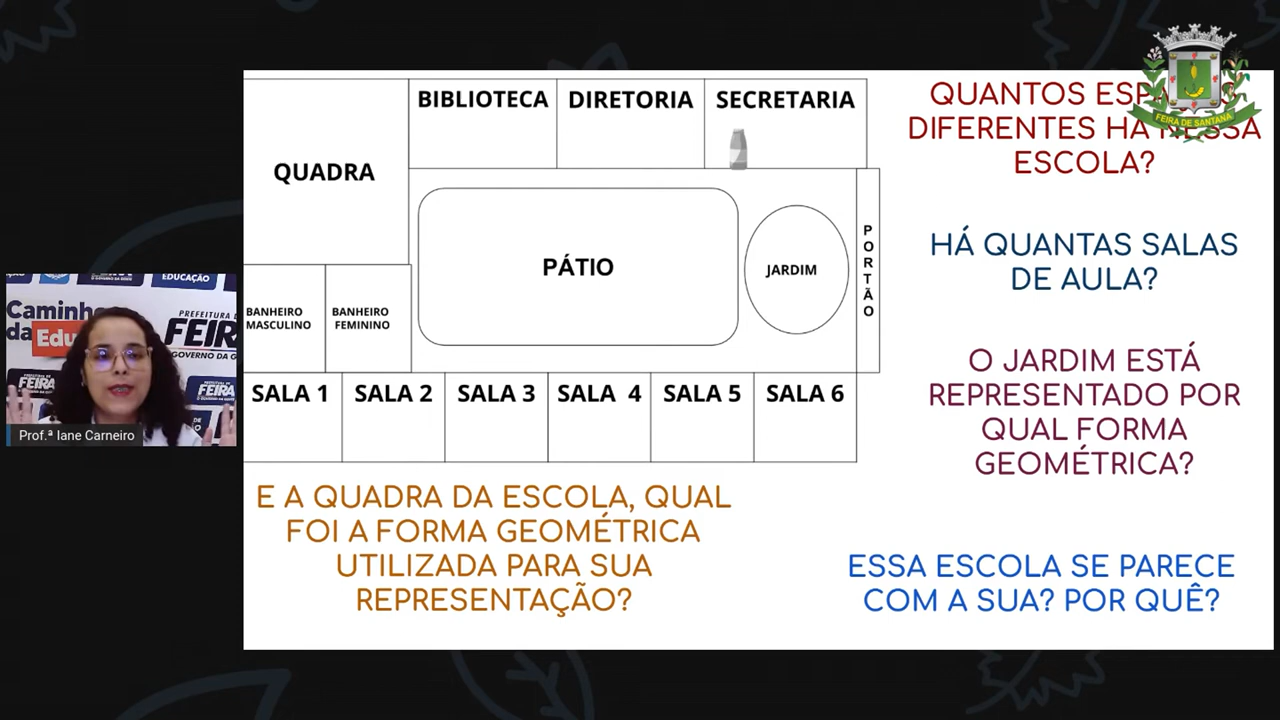 BIBLIOTECA
DIRETORIA
SECRETARIA
QUADRA
PÁTIO
JARDIM
PORTÃO
BANHEIRO
MASCULINO
BANHEIRO
FEMININO
SALA 1
SALA 2
SALA 3
SALA 4
SALA 5
SALA 6
QUANTOS
DIFERENTES HÁ NESSA
ESCOLA?
FEIRA DE SANTANA
HÁ QUANTAS SALAS
DE AULA?
O JARDIM ESTÁ
REPRESENTADO POR
QUAL FORMA
GEOMÉTRICA?
E A QUADRA DA ESCOLA, QUAL
FOI A FORMA GEOMÉTRICA
UTILIZADA PARA SUA
REPRESENTAÇÃO?
ESSA ESCOLA SE PARECE
COM A SUA? POR QUÊ?
EDUCAÇÃO
Caminho
da Edu
PREFEITURA D
FEIR
GOVERNO DA G
FEIRA
FEIRA
Prof.ª Iane Carneiro